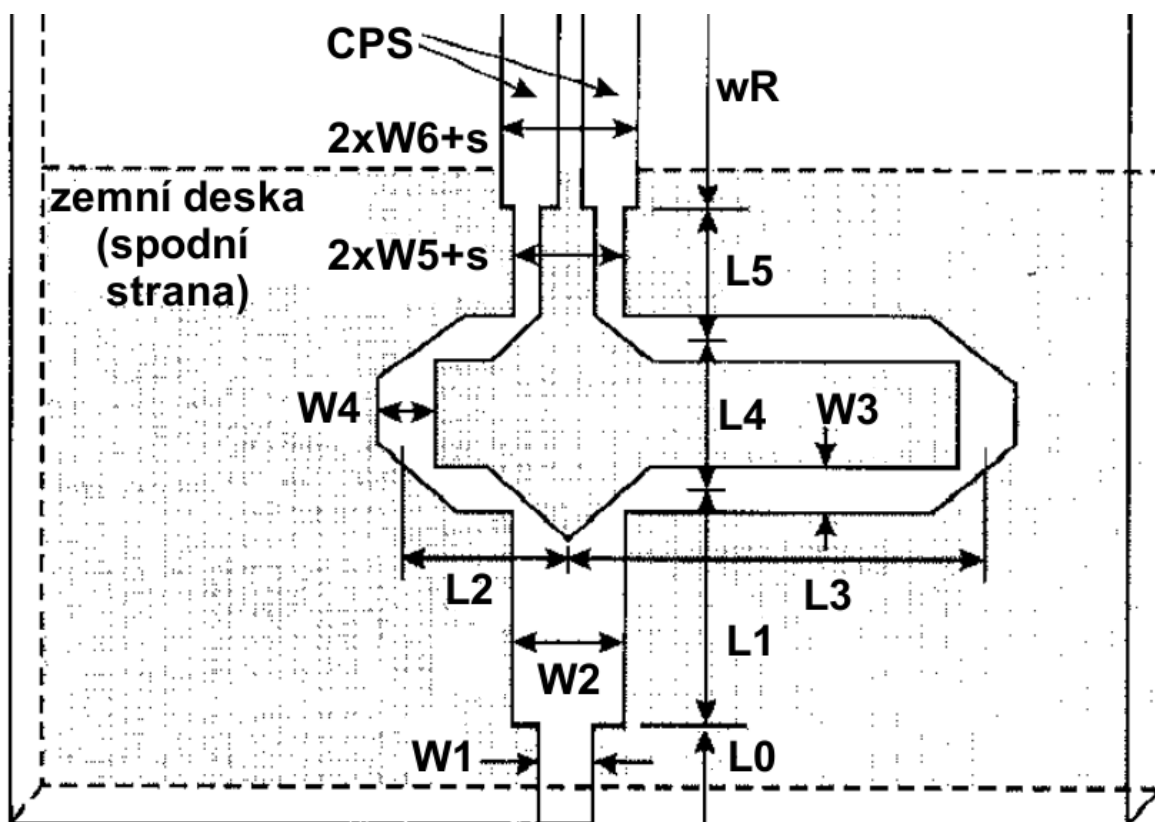 CPS
wR
2xW6+s
zemní deska
(spodní
strana)
2xW5+s
L5
W4
L4
W3
L2
L3
L1
W2
W1
L0